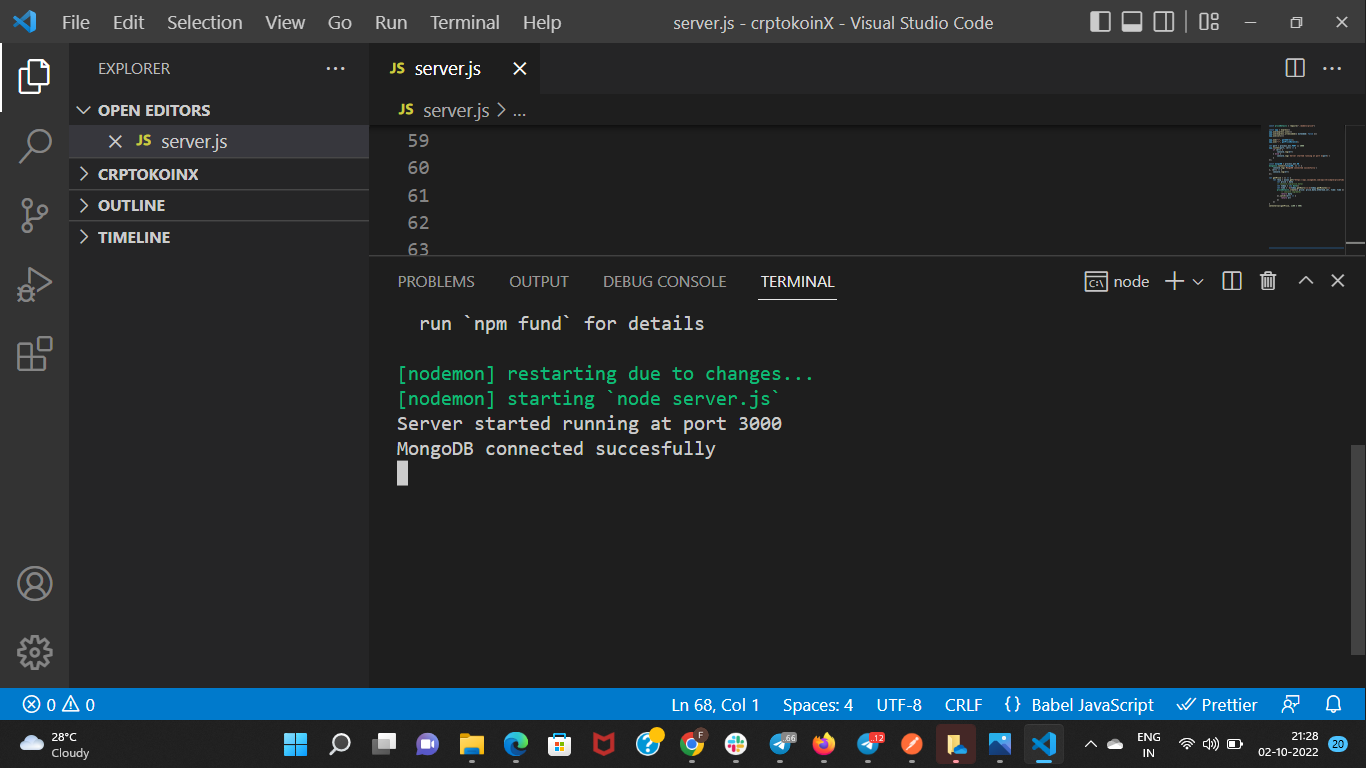 File Edit Selection View Go Run Terminal Help server.js - crptokoinX - Visual Studio Code
EXPLORER
JS server.js
OPEN EDITORS
JS server.js
CRPTOKOINX
OUTLINE
TIMELINE
JS server.js > ...
59
60
61
62
63
PROBLEMS OUTPUT DEBUG CONSOLE TERMINAL node
run `npm fund` for details
[nodemon] restarting due to changes...
[nodemon] starting `node server.js`
Server started running at port 3000
MongoDB connected succesfully
0 0 Ln 68, Col 1 Spaces: 4 UTF-8 CRLF {} Babel JavaScript Prettier
28°C
Cloudy
F
66
.12
ENG
IN
21:28
02-10-2022
20